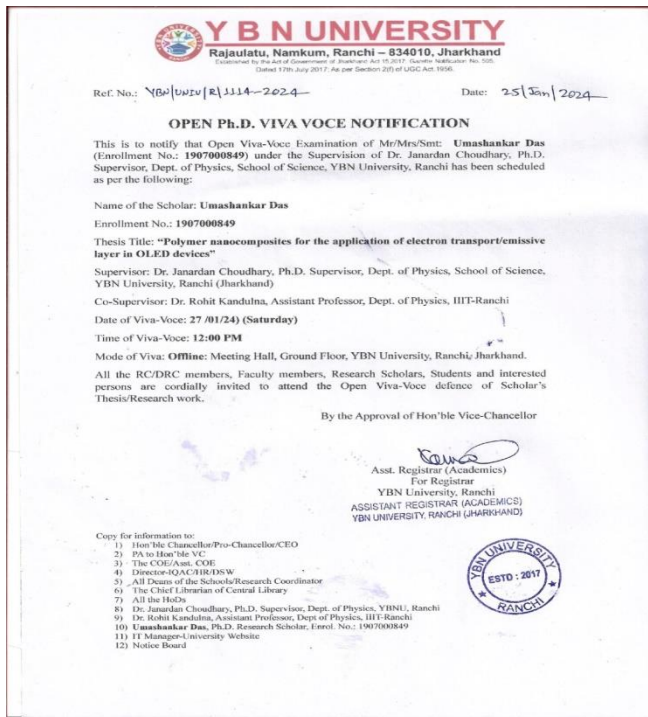 Y B N UNIVERSITY
Rajaulatu, Namkum, Ranchi – 834010, Jharkhand
Established by the Act of Government of Jharkhand Act 15.2017. Gazette Notification No. 505.
Dated 17th July 2017. As per Section 2(f) of UGC Act. 1956.
Ref. No.: YBN/UNIV/R/1114-2024 Date: 25/Jan/2024
OPEN Ph.D. VIVA VOCE NOTIFICATION
This is to notify that Open Viva-Voce Examination of Mr/Mrs/Smt: Umashankar Das
(Enrollment No.: 1907000849) under the Supervision of Dr. Janardan Choudhary, Ph.D.
Supervisor, Dept. of Physics, School of Science, YBN University, Ranchi has been scheduled
as per the following:
Name of the Scholar: Umashankar Das
Enrollment No.: 1907000849
Thesis Title: “Polymer nanocomposites for the application of electron transport/emissive
layer in OLED devices”
Supervisor: Dr. Janardan Choudhary, Ph.D. Supervisor, Dept. of Physics, School of Science,
YBN University, Ranchi (Jharkhand)
Co-Supervisor: Dr. Rohit Kandulna, Assistant Professor, Dept. of Physics, IIIT-Ranchi
Date of Viva-Voce: 27 /01/24) (Saturday)
Time of Viva-Voce: 12:00 PM
Mode of Viva: Offline: Meeting Hall, Ground Floor, YBN University, Ranchi, Jharkhand.
All the RC/DRC members, Faculty members, Research Scholars, Students and interested
persons are cordially invited to attend the Open Viva-Voce defence of Scholar’s
Thesis/Research work.
By the Approval of Hon’ble Vice-Chancellor
Asst. Registrar (Academics)
For Registrar
YBN University, Ranchi
ASSISTANT REGISTRAR (ACADEMICS)
YBN UNIVERSITY, RANCHI (JHARKHAND)
Copy for information to:
1) Hon’ble Chancellor/Pro-Chancellor/CEO
2) PA to Hon’ble VC
3) The COE/Asst. COE
4) Director-IQAC/HR/DSW
5) All Deans of the Schools/Research Coordinator
6) The Chief Librarian of Central Library
7) All the HoDs
8) Dr. Janardan Choudhary, Ph.D. Supervisor, Dept. of Physics, YBNU, Ranchi
9) Dr. Rohit Kandulna, Assistant Professor, Dept of Physics, IIIT-Ranchi
10) Umashankar Das, Ph.D. Research Scholar, Enrol. No.: 1907000849
11) IT Manager-University Website
12) Notice Board
YBN UNIVERSITY
ESTD : 2017
RANCHI